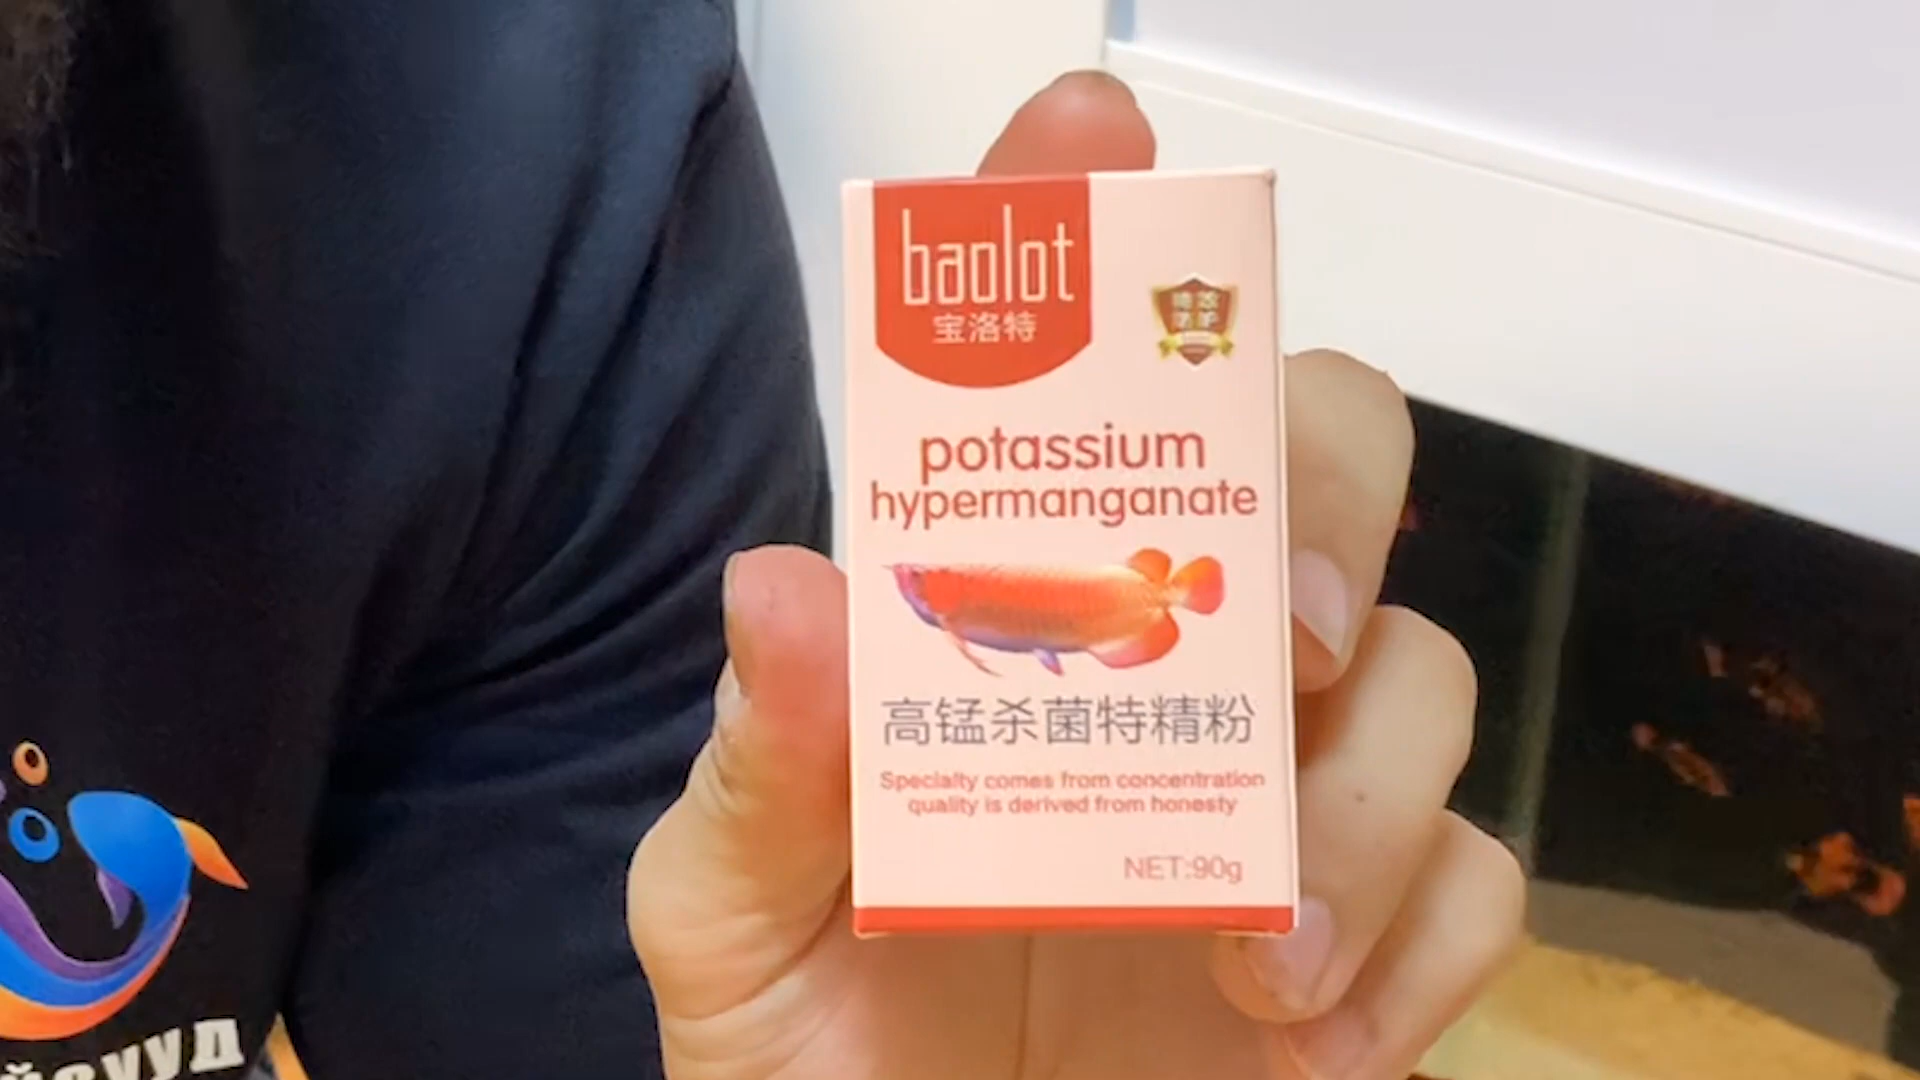 baolot
宝洛特
potassium
hypermanganate
高锰杀菌特精粉
Specialty comes from concentration
quality is derived from honesty
NET:90g